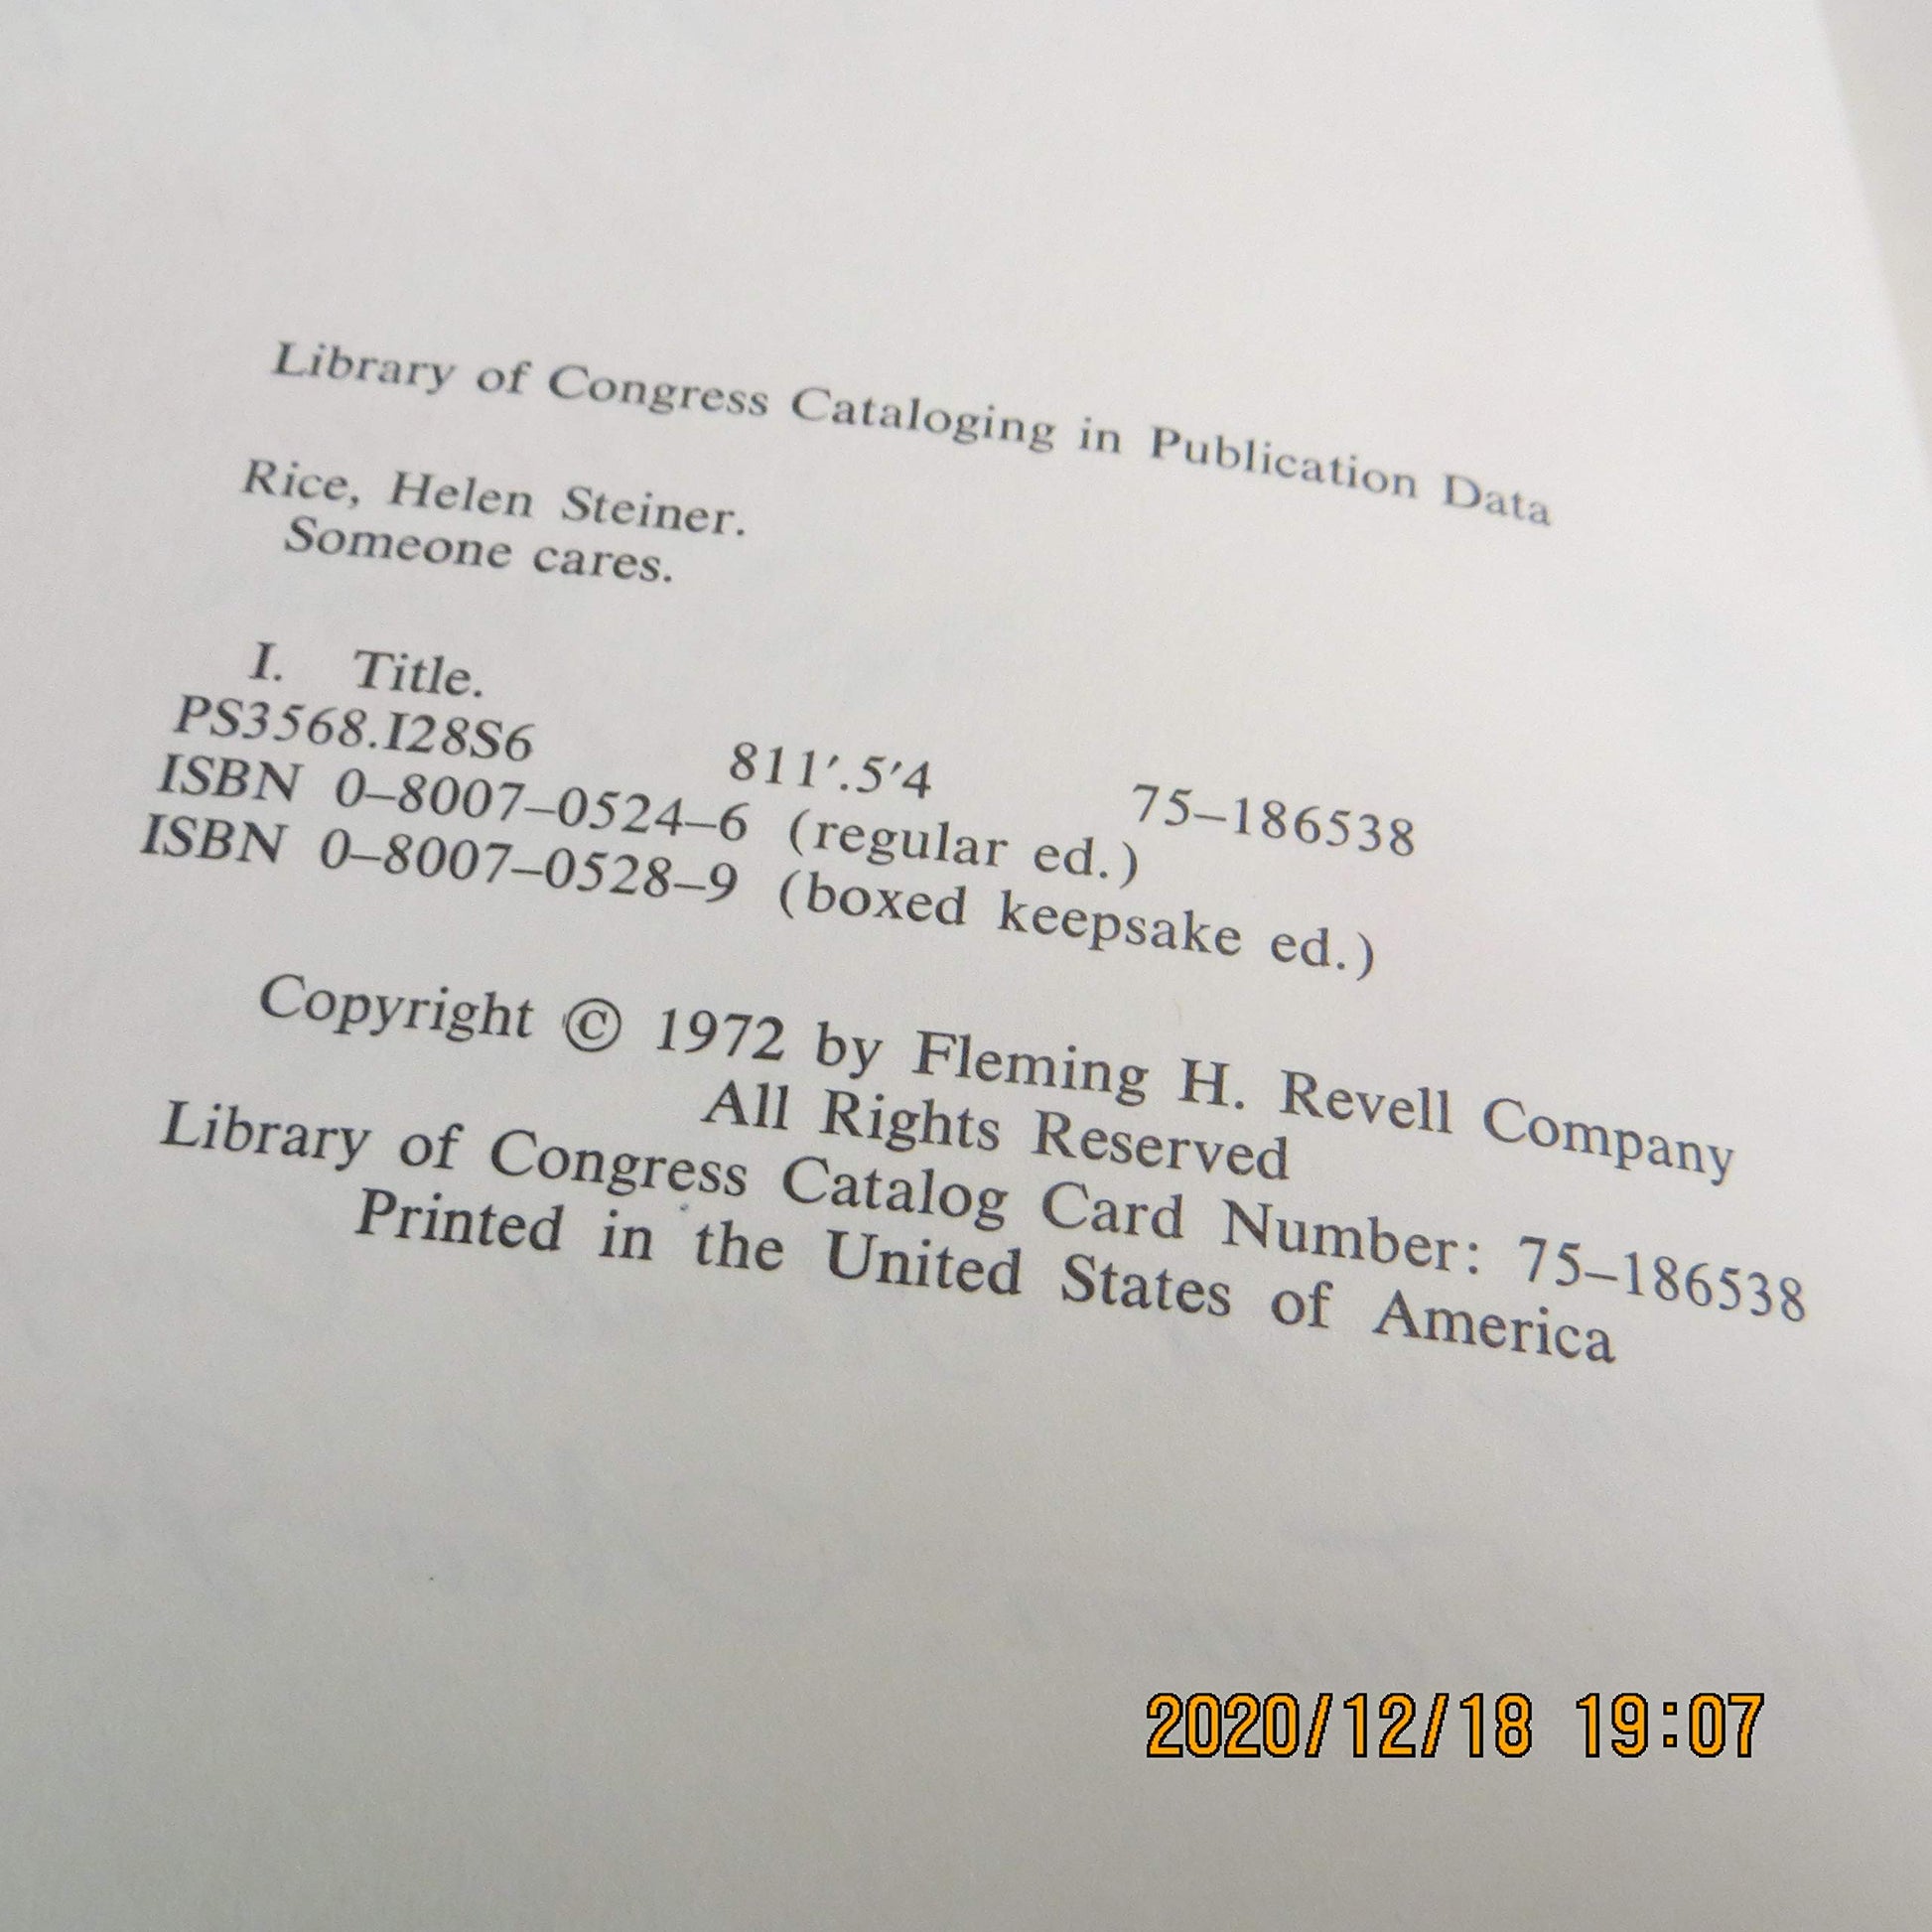 Library of Congress Cataloging in Publication Data
Rice, Helen Steiner.
Someone cares.
I. Title.
PS3568.I28S6 811′.5′4 75–186538
ISBN 0–8007–0524–6 (regular ed.)
ISBN 0–8007–0528–9 (boxed keepsake ed.)
Copyright © 1972 by Fleming H. Revell Company
All Rights Reserved
Library of Congress Catalog Card Number: 75–186538
Printed in the United States of America
2020/12/18 19:07